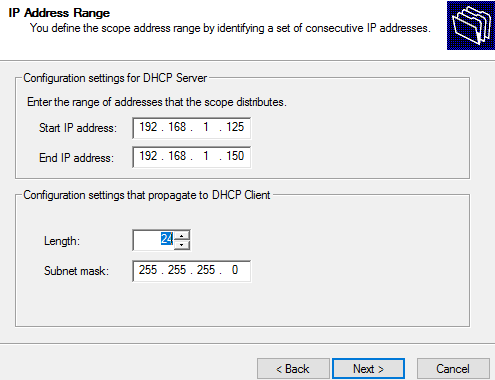 IP Address Range
You define the scope address range by identifying a set of consecutive IP addresses.
Configuration settings for DHCP Server
Enter the range of addresses that the scope distributes.
Start IP address: 192 . 168 . 1 . 125
End IP address: 192 . 168 . 1 . 150
Configuration settings that propagate to DHCP Client
Length: 24
Subnet mask: 255 . 255 . 255 . 0
< Back Next > Cancel